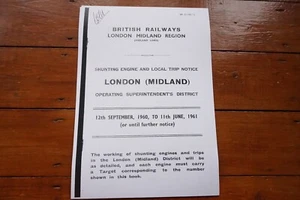 BRITISH RAILWAYS
LONDON MIDLAND REGION
SHUNTING ENGINE AND LOCAL TRIP NOTICE
LONDON (MIDLAND)
OPERATING SUPERINTENDENT'S DISTRICT
12th SEPTEMBER, 1960, TO 11th JUNE, 1961
(or until further notice)
The working of shunting engines and trips
in the London (Midland) District will be
as detailed, and each engine must carry
a Target corresponding to the number
shown in this book.